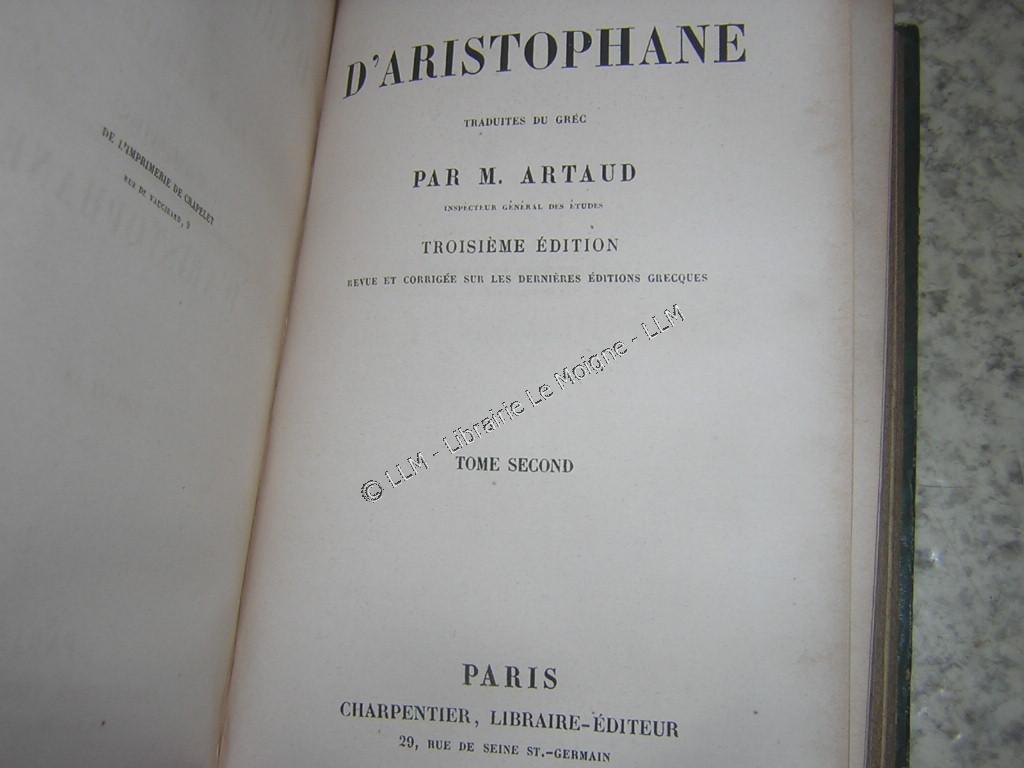 DE L'IMPRIMERIE DE CRAPELET
RUE DE VAUGIRARD, 9
D'ARISTOPHANE
TRADUITES DU GREC
PAR M. ARTAUD
INSPECTEUR GÉNÉRAL DES ÉTUDES
TROISIÈME ÉDITION
REVUE ET CORRIGÉE SUR LES DERNIÈRES ÉDITIONS GRECQUES
© LLM - Librairie Le Moigne - LLM
TOME SECOND
PARIS
CHARPENTIER, LIBRAIRE-ÉDITEUR
29, RUE DE SEINE ST.-GERMAIN